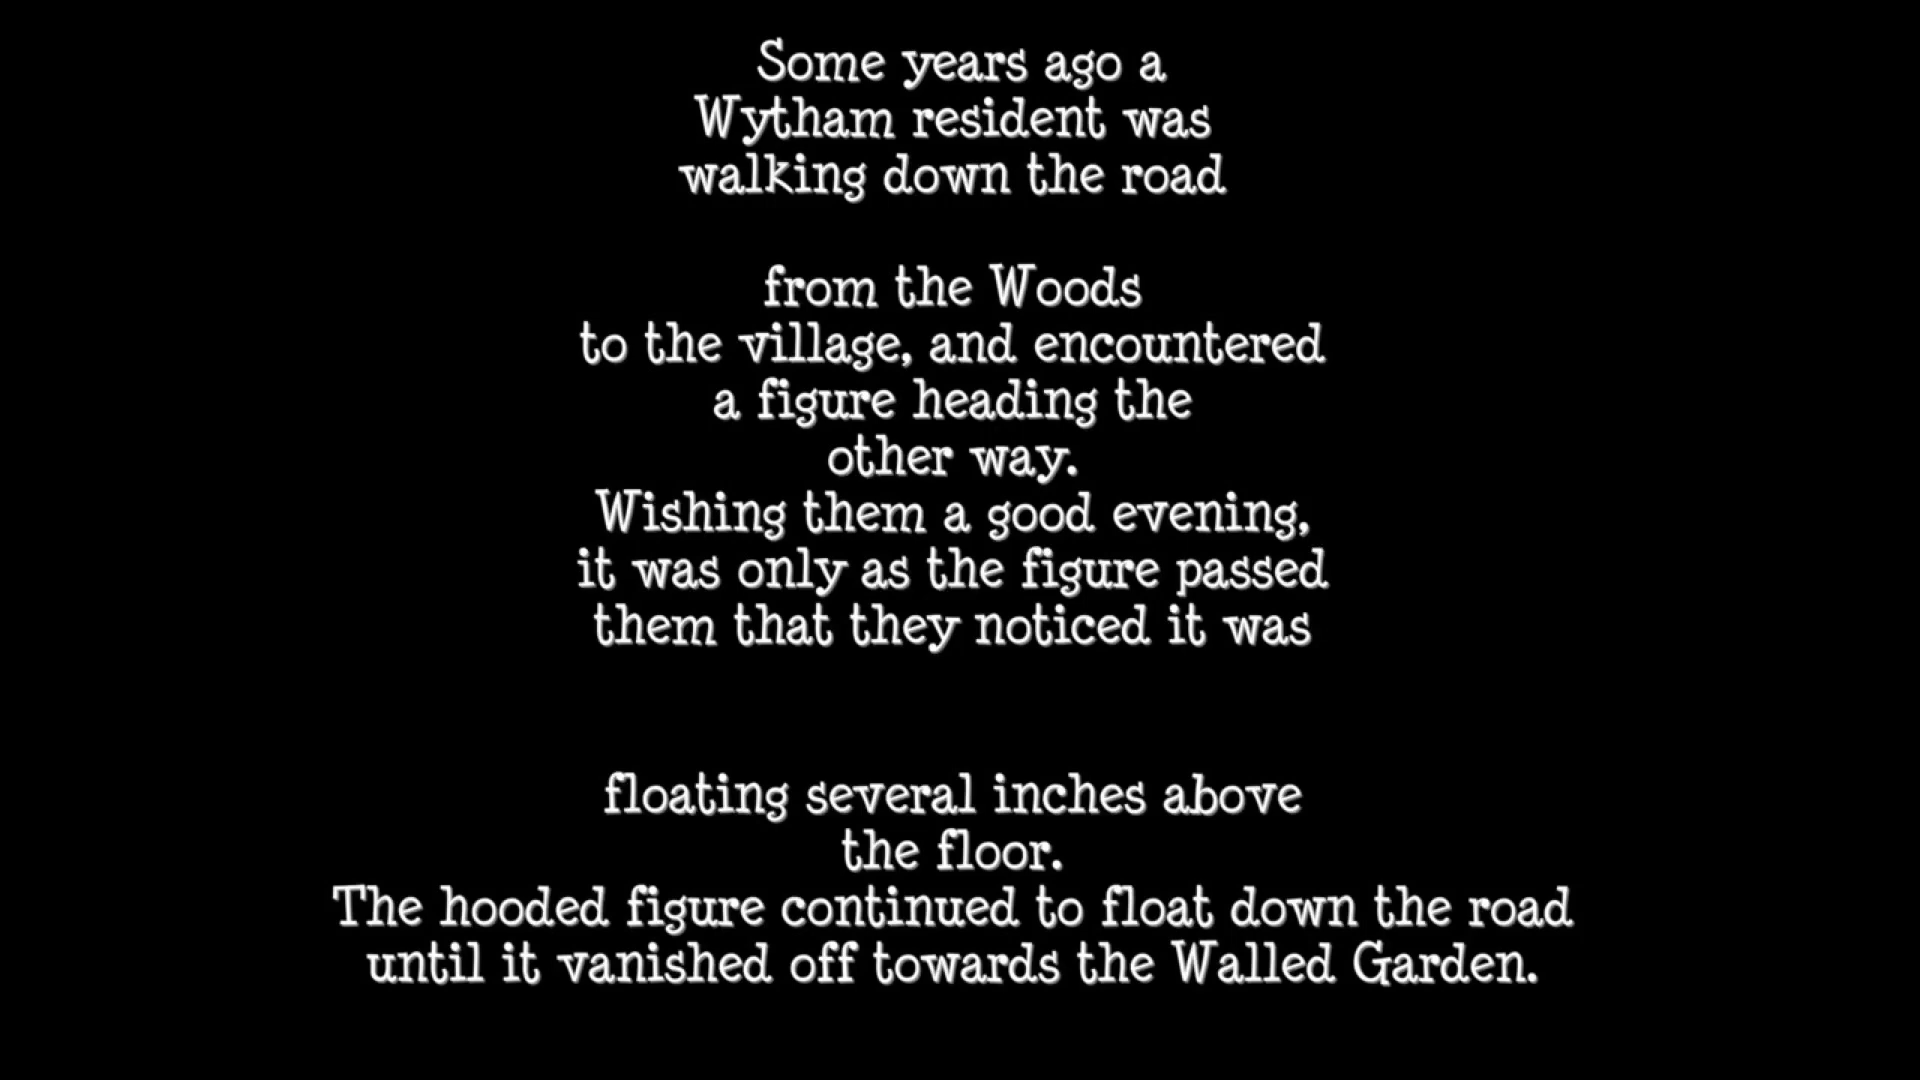 Some years ago a
Wytham resident was
walking down the road
from the Woods
to the village, and encountered
a figure heading the
other way.
Wishing them a good evening,
it was only as the figure passed
them that they noticed it was
floating several inches above
the floor.
The hooded figure continued to float down the road
until it vanished off towards the Walled Garden.